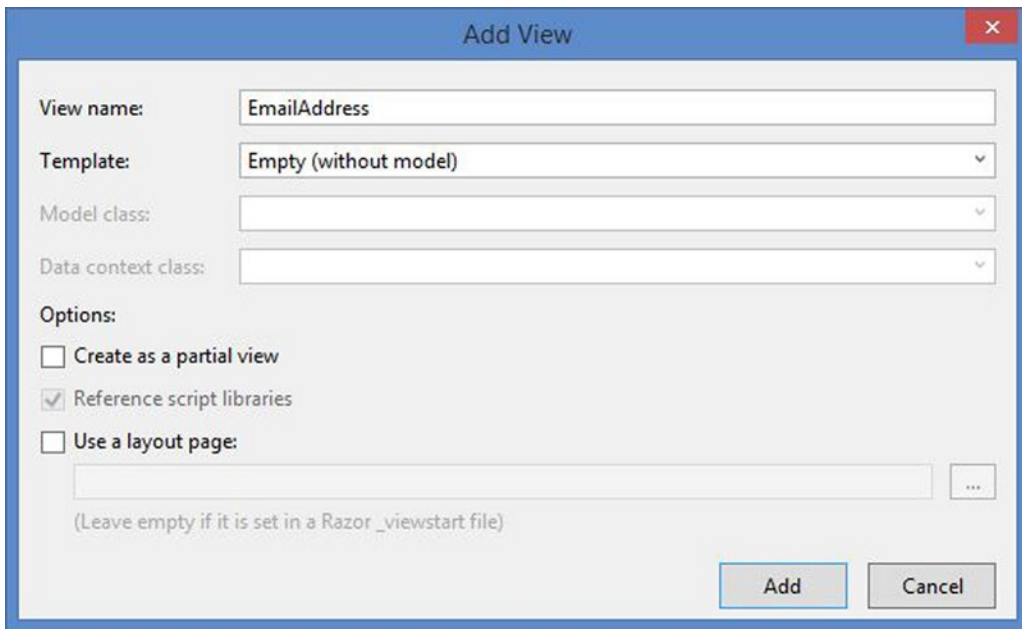 Add View
View name: EmailAddress
Template: Empty (without model)
Model class:
Data context class:
Options:
Create as a partial view
Reference script libraries
Use a layout page:
...
(Leave empty if it is set in a Razor _viewstart file)
Add Cancel